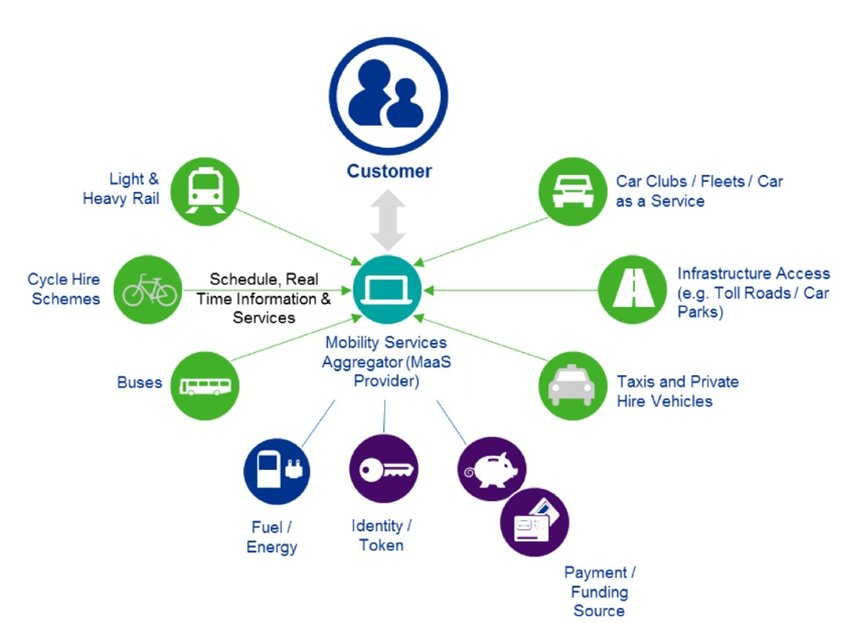 Customer
Light &
Heavy Rail
Car Clubs / Fleets / Car
as a Service
Cycle Hire
Schemes
Schedule, Real
Time Information &
Services
Infrastructure Access
(e.g. Toll Roads / Car
Parks)
Mobility Services
Aggregator (MaaS
Provider)
Buses
Taxis and Private
Hire Vehicles
Fuel /
Energy
Identity /
Token
Payment /
Funding
Source